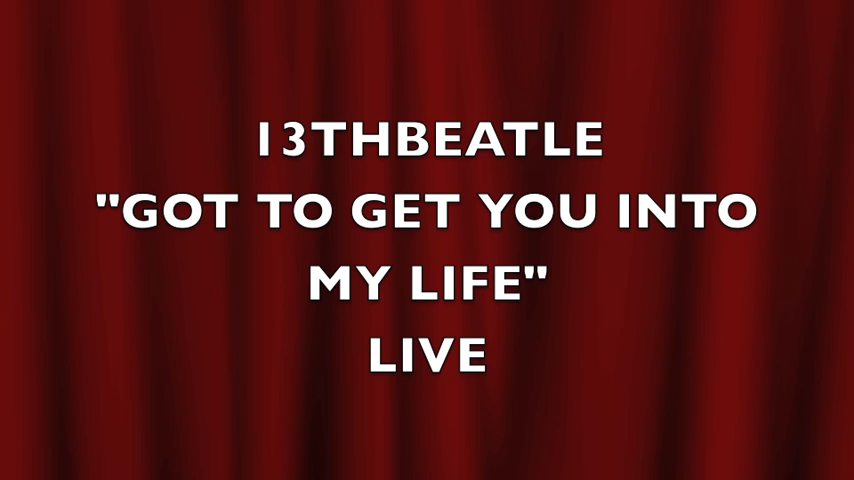 13THBEATLE
"GOT TO GET YOU INTO
MY LIFE"
LIVE